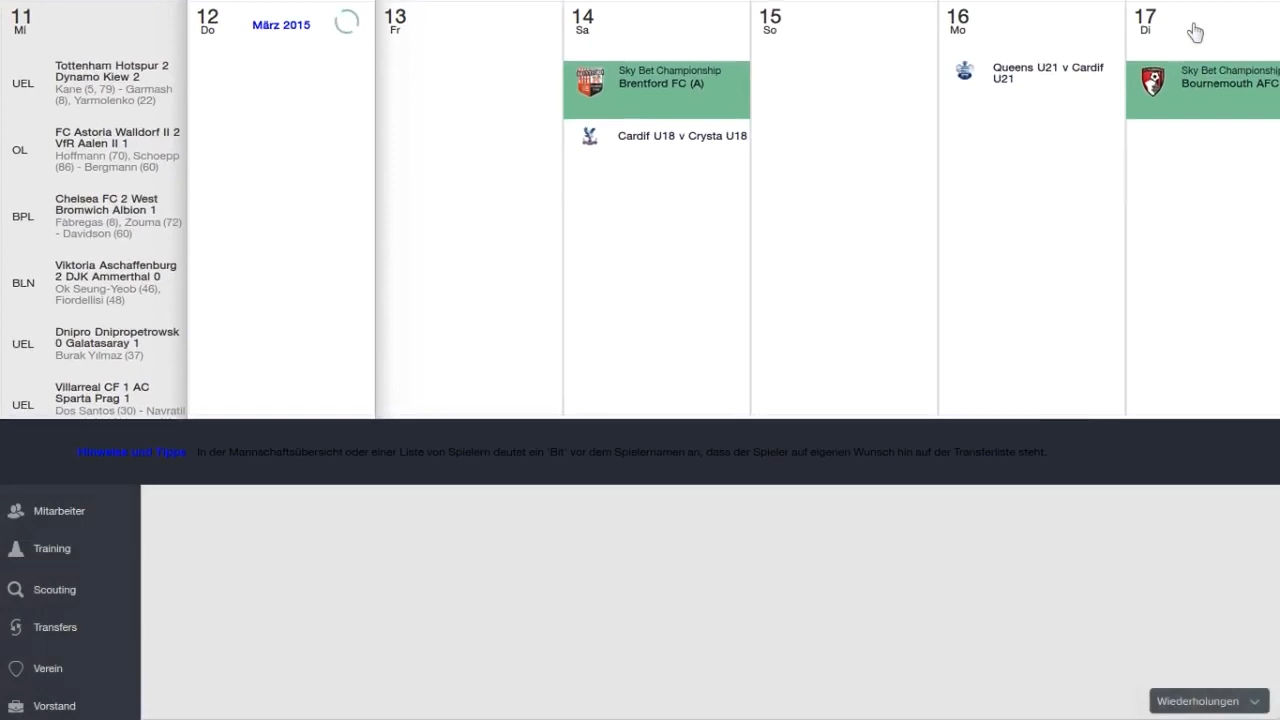 11
Mi
12
Do
März 2015
13
Fr
14
Sa
15
So
16
Mo
17
Di
UEL
Tottenham Hotspur 2
Dynamo Kiew 2
Kane (5, 79) - Garmash
(8), Yarmolenko (22)
OL
FC Astoria Walldorf II 2
VfR Aalen II 1
Hoffmann (70), Schoepp
(86) - Bergmann (60)
BPL
Chelsea FC 2 West
Bromwich Albion 1
Fàbregas (8), Zouma (72)
- Davidson (60)
BLN
Viktoria Aschaffenburg
2 DJK Ammerthal 0
Ok Seung-Yeob (46),
Fiordellisi (48)
UEL
Dnipro Dnipropetrowsk
0 Galatasaray 1
Burak Yılmaz (37)
UEL
Villarreal CF 1 AC
Sparta Prag 1
Dos Santos (30) - Navratil
Sky Bet Championship
Brentford FC (A)
Cardif U18 v Crysta U18
Queens U21 v Cardif
U21
Sky Bet Championship
Bournemouth AFC
Hinweise und Tipps In der Mannschaftsübersicht oder einer Liste von Spielern deutet ein 'Bit' vor dem Spielernamen an, dass der Spieler auf eigenen Wunsch hin auf der Transferliste steht.
Mitarbeiter
Training
Scouting
Transfers
Verein
Vorstand
Wiederholungen